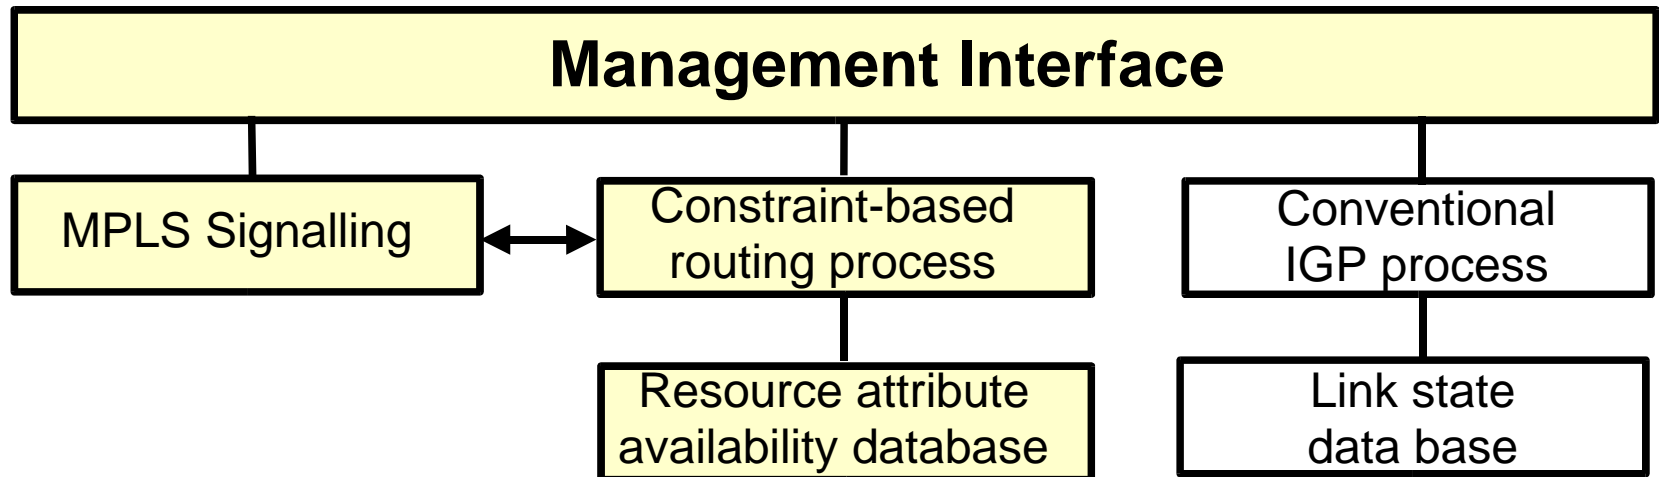 Management Interface
MPLS Signalling
Constraint-based
routing process
Conventional
IGP process
Resource attribute
availability database
Link state
data base